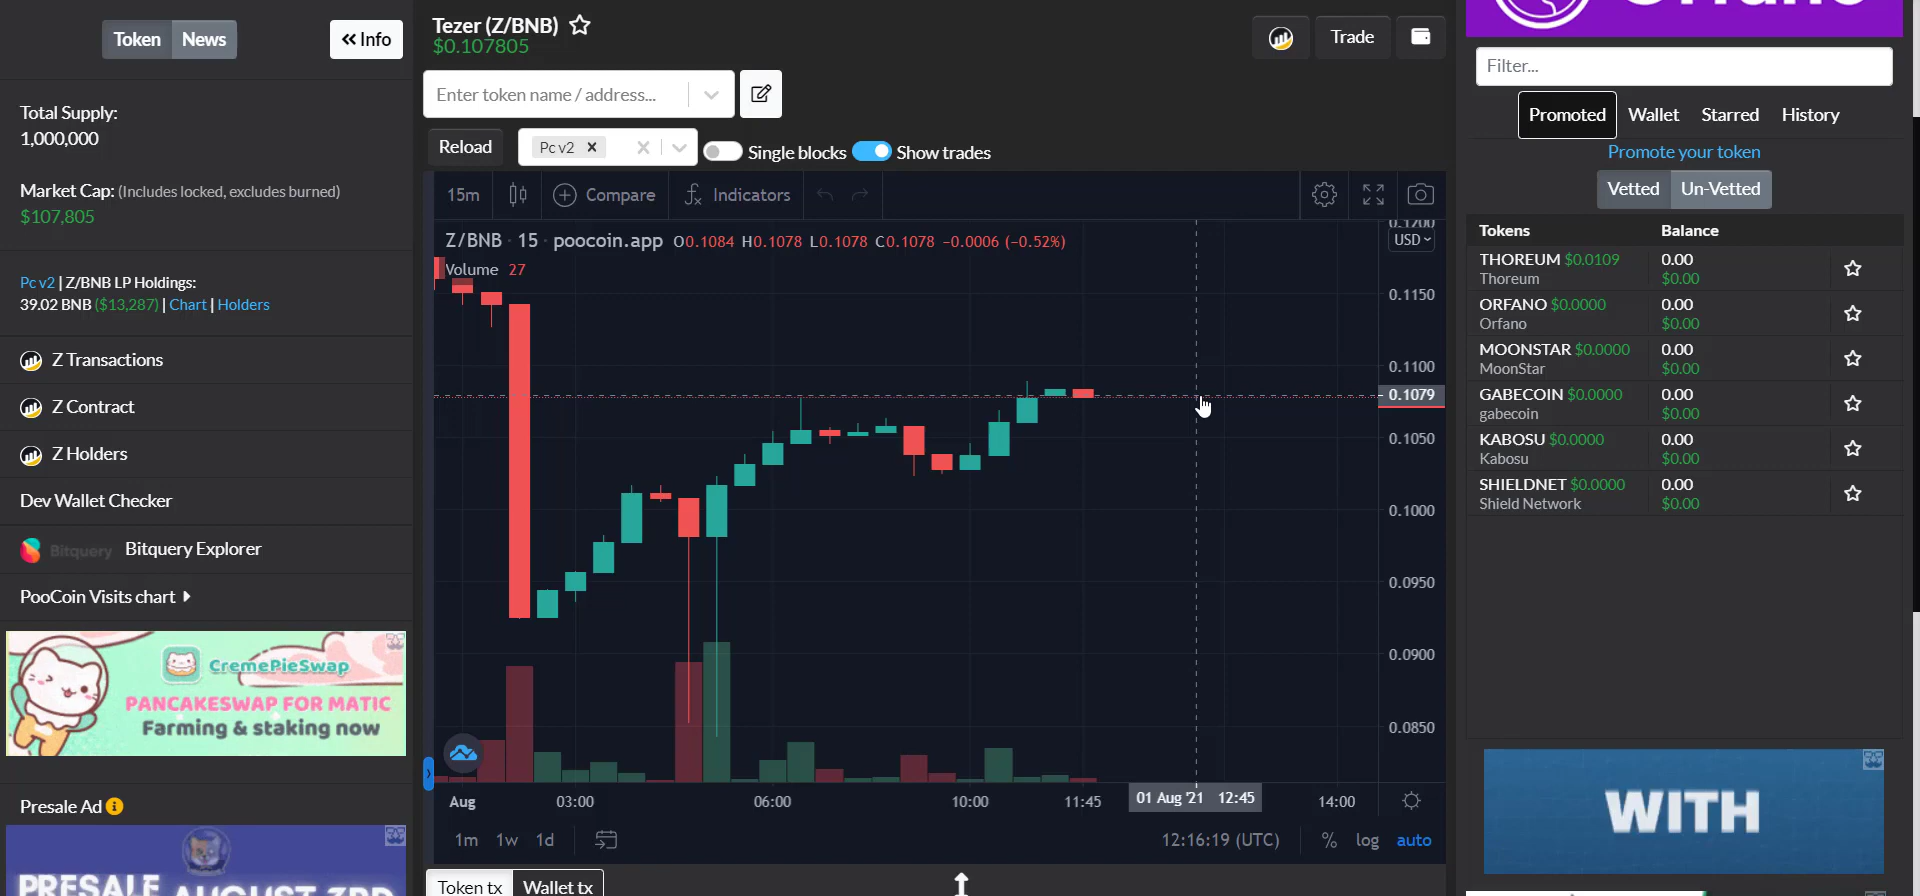 Token News
Info
Total Supply:
1,000,000
Market Cap: (Includes locked, excludes burned)
$107,805
Pc v2 | Z/BNB LP Holdings:
39.02 BNB ($13,287) | Chart | Holders
Z Transactions
Z Contract
Z Holders
Dev Wallet Checker
Bitquery Bitquery Explorer
PooCoin Visits chart
CremePieSwap
PANCAKESWAP FOR MATIC
Farming & staking now
Presale Ad
PRESALE AUGUST 3RD
Tezer (Z/BNB)
$0.107805
Trade
Enter token name / address...
Reload
Pc v2
Single blocks
Show trades
15m
Compare
Indicators
Z/BNB · 15 · poocoin.app O0.1084 H0.1078 L0.1078 C0.1078 −0.0006 (−0.52%)
Volume 27
0.1200
USD
0.1150
0.1100
0.1079
0.1050
0.1000
0.0950
0.0900
0.0850
Aug 03:00 06:00 10:00 11:45 01 Aug '21 12:45 14:00
1m 1w 1d
12:16:19 (UTC) % log auto
Token tx Wallet tx
Filter...
Promoted Wallet Starred History
Promote your token
Vetted Un-Vetted
Tokens Balance
THOREUM $0.0109 0.00
Thoreum $0.00
ORFANO $0.0000 0.00
Orfano $0.00
MOONSTAR $0.0000 0.00
MoonStar $0.00
GABECOIN $0.0000 0.00
gabecoin $0.00
KABOSU $0.0000 0.00
Kabosu $0.00
SHIELDNET $0.0000 0.00
Shield Network $0.00
WITH